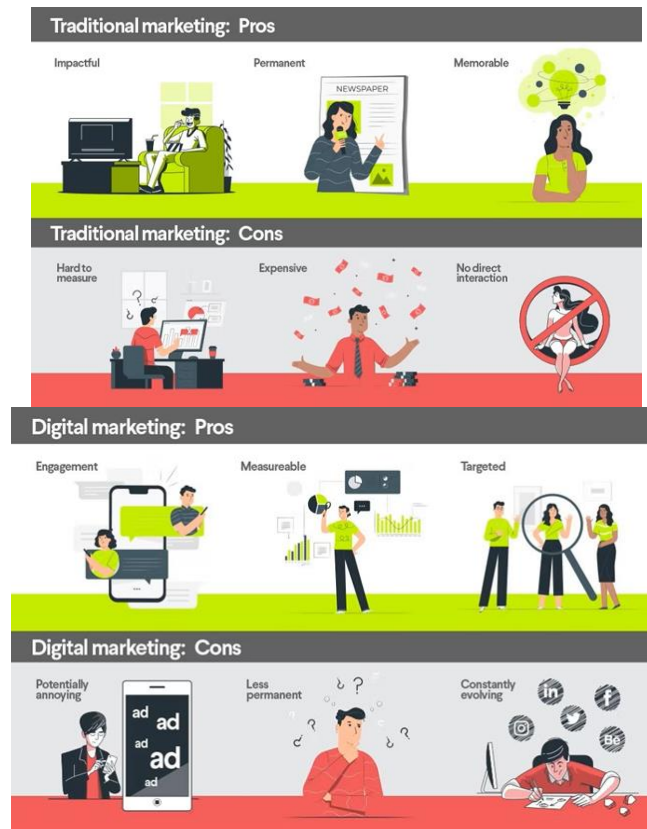 Traditional marketing: Pros
Impactful
Permanent
Memorable
NEWSPAPER
Traditional marketing: Cons
Hard to
measure
Expensive
No direct
interaction
?
?
?
Digital marketing: Pros
Engagement
Measureable
Targeted
Digital marketing: Cons
Potentially
annoying
ad
ad
ad
ad
ad
Less
permanent
? ?
? ?
? ?
Constantly
evolving
in
f
Be